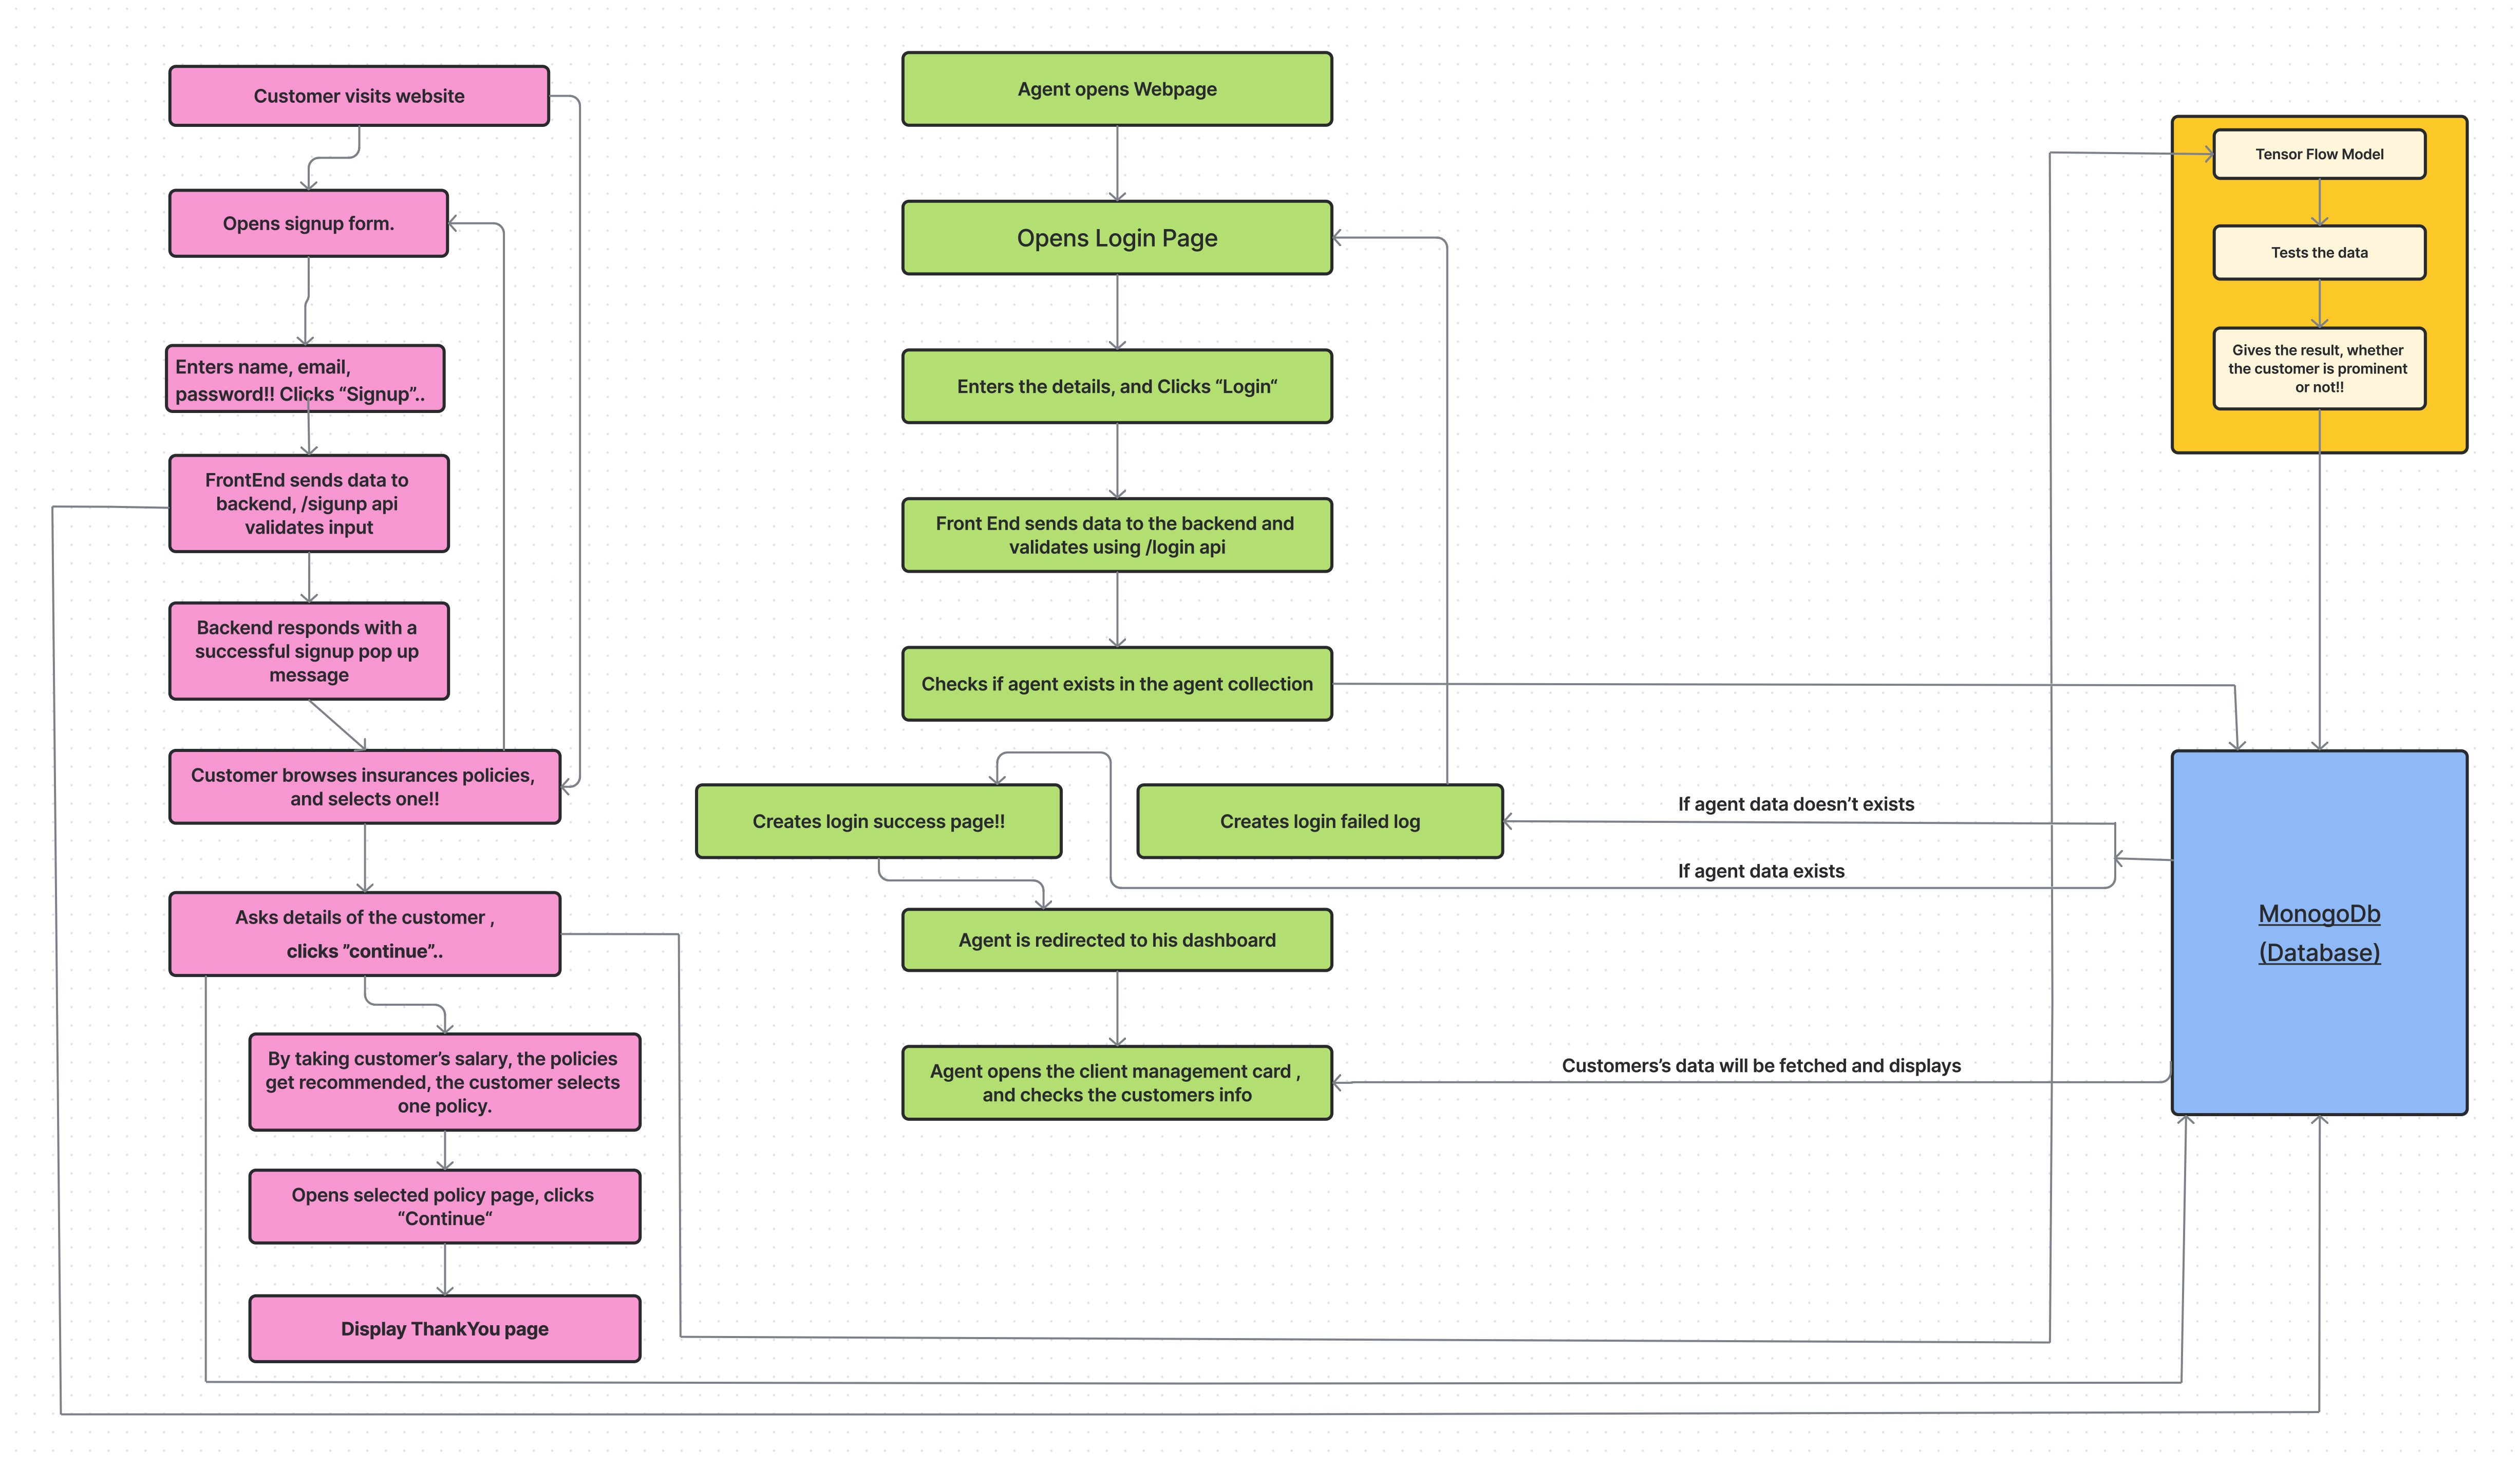 Customer visits website
Opens signup form.
Enters name, email,
password!! Clicks “Signup”..
FrontEnd sends data to
backend, /sigunp api
validates input
Backend responds with a
successful signup pop up
message
Customer browses insurances policies,
and selects one!!
Asks details of the customer ,
clicks ”continue”..
By taking customer’s salary, the policies
get recommended, the customer selects
one policy.
Opens selected policy page, clicks
“Continue“
Display ThankYou page
Agent opens Webpage
Opens Login Page
Enters the details, and Clicks “Login“
Front End sends data to the backend and
validates using /login api
Checks if agent exists in the agent collection
Creates login success page!!
Creates login failed log
If agent data doesn’t exists
If agent data exists
Agent is redirected to his dashboard
Agent opens the client management card ,
and checks the customers info
Customers’s data will be fetched and displays
Tensor Flow Model
Tests the data
Gives the result, whether
the customer is prominent
or not!!
MonogoDb
(Database)